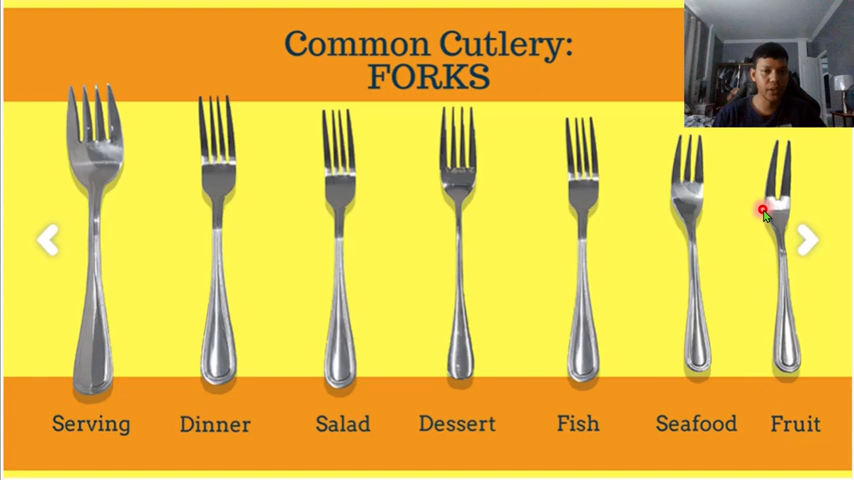 Common Cutlery:
FORKS
Serving Dinner Salad Dessert Fish Seafood Fruit